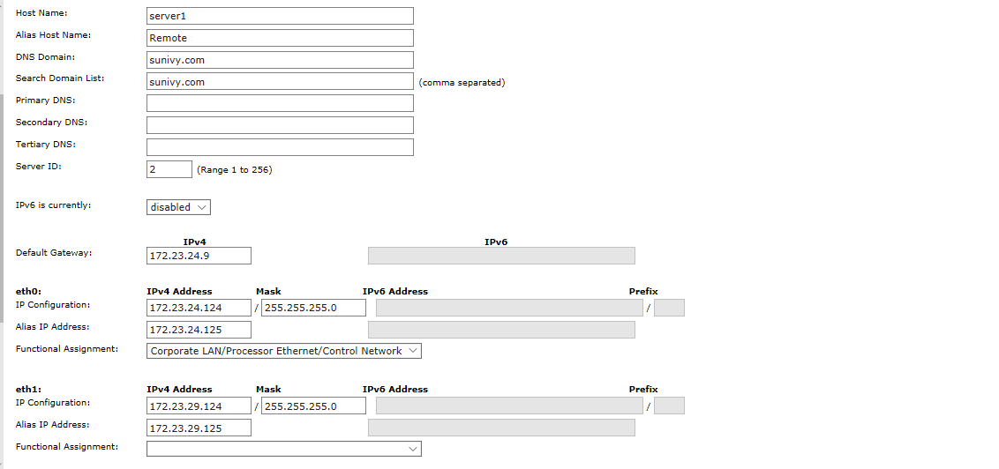 Host Name: server1
Alias Host Name: Remote
DNS Domain: sunivy.com
Search Domain List: sunivy.com (comma separated)
Primary DNS:
Secondary DNS:
Tertiary DNS:
Server ID: 2 (Range 1 to 256)
IPv6 is currently: disabled
IPv4 IPv6
Default Gateway: 172.23.24.9
eth0: IPv4 Address Mask IPv6 Address Prefix
IP Configuration: 172.23.24.124 / 255.255.255.0 /
Alias IP Address: 172.23.24.125
Functional Assignment: Corporate LAN/Processor Ethernet/Control Network
eth1: IPv4 Address Mask IPv6 Address Prefix
IP Configuration: 172.23.29.124 / 255.255.255.0 /
Alias IP Address: 172.23.29.125
Functional Assignment: